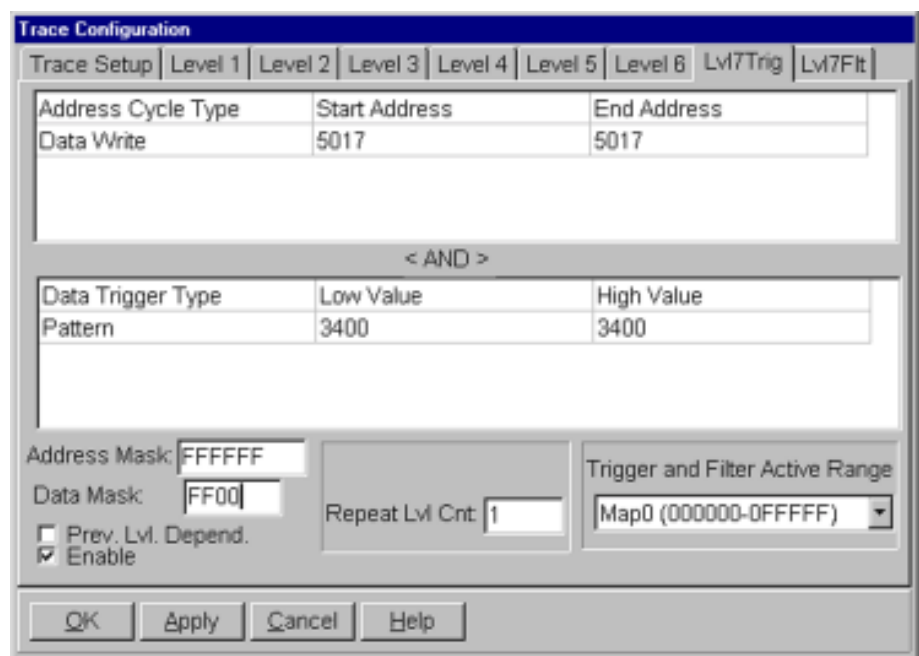 Trace Configuration
Trace Setup Level 1 Level 2 Level 3 Level 4 Level 5 Level 6 Lvl7Trig Lvl7Flt
Address Cycle Type Start Address End Address
Data Write 5017 5017
< AND >
Data Trigger Type Low Value High Value
Pattern 3400 3400
Address Mask: FFFFFF
Data Mask: FF00
Prev. Lvl. Depend.
Enable
Repeat Lvl Cnt: 1
Trigger and Filter Active Range
Map0 (000000-0FFFFF)
OK Apply Cancel Help